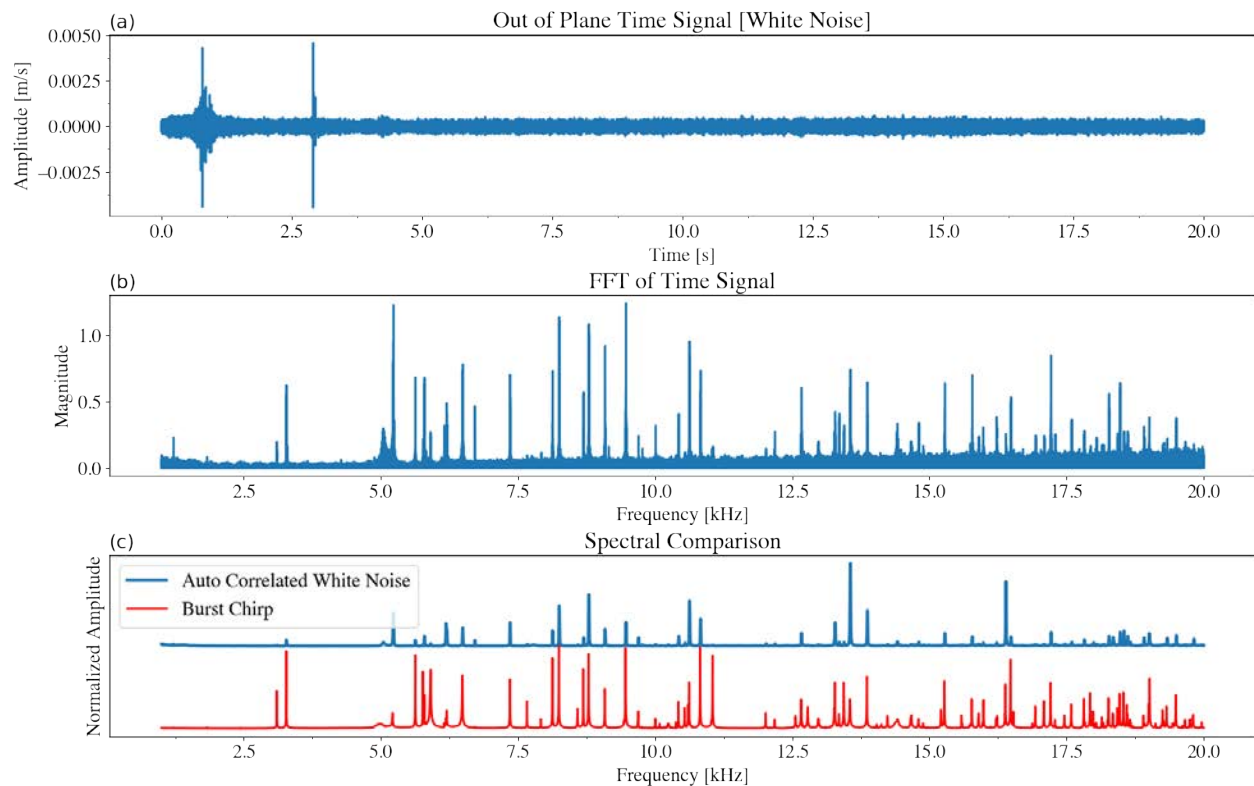 (a)
Out of Plane Time Signal [White Noise]
Amplitude [m/s]
0.0050
0.0025
0.0000
−0.0025
0.0 2.5 5.0 7.5 10.0 12.5 15.0 17.5 20.0
Time [s]
(b)
FFT of Time Signal
Magnitude
1.0
0.5
0.0
2.5 5.0 7.5 10.0 12.5 15.0 17.5 20.0
Frequency [kHz]
(c)
Spectral Comparison
Normalized Amplitude
Auto Correlated White Noise
Burst Chirp
2.5 5.0 7.5 10.0 12.5 15.0 17.5 20.0
Frequency [kHz]